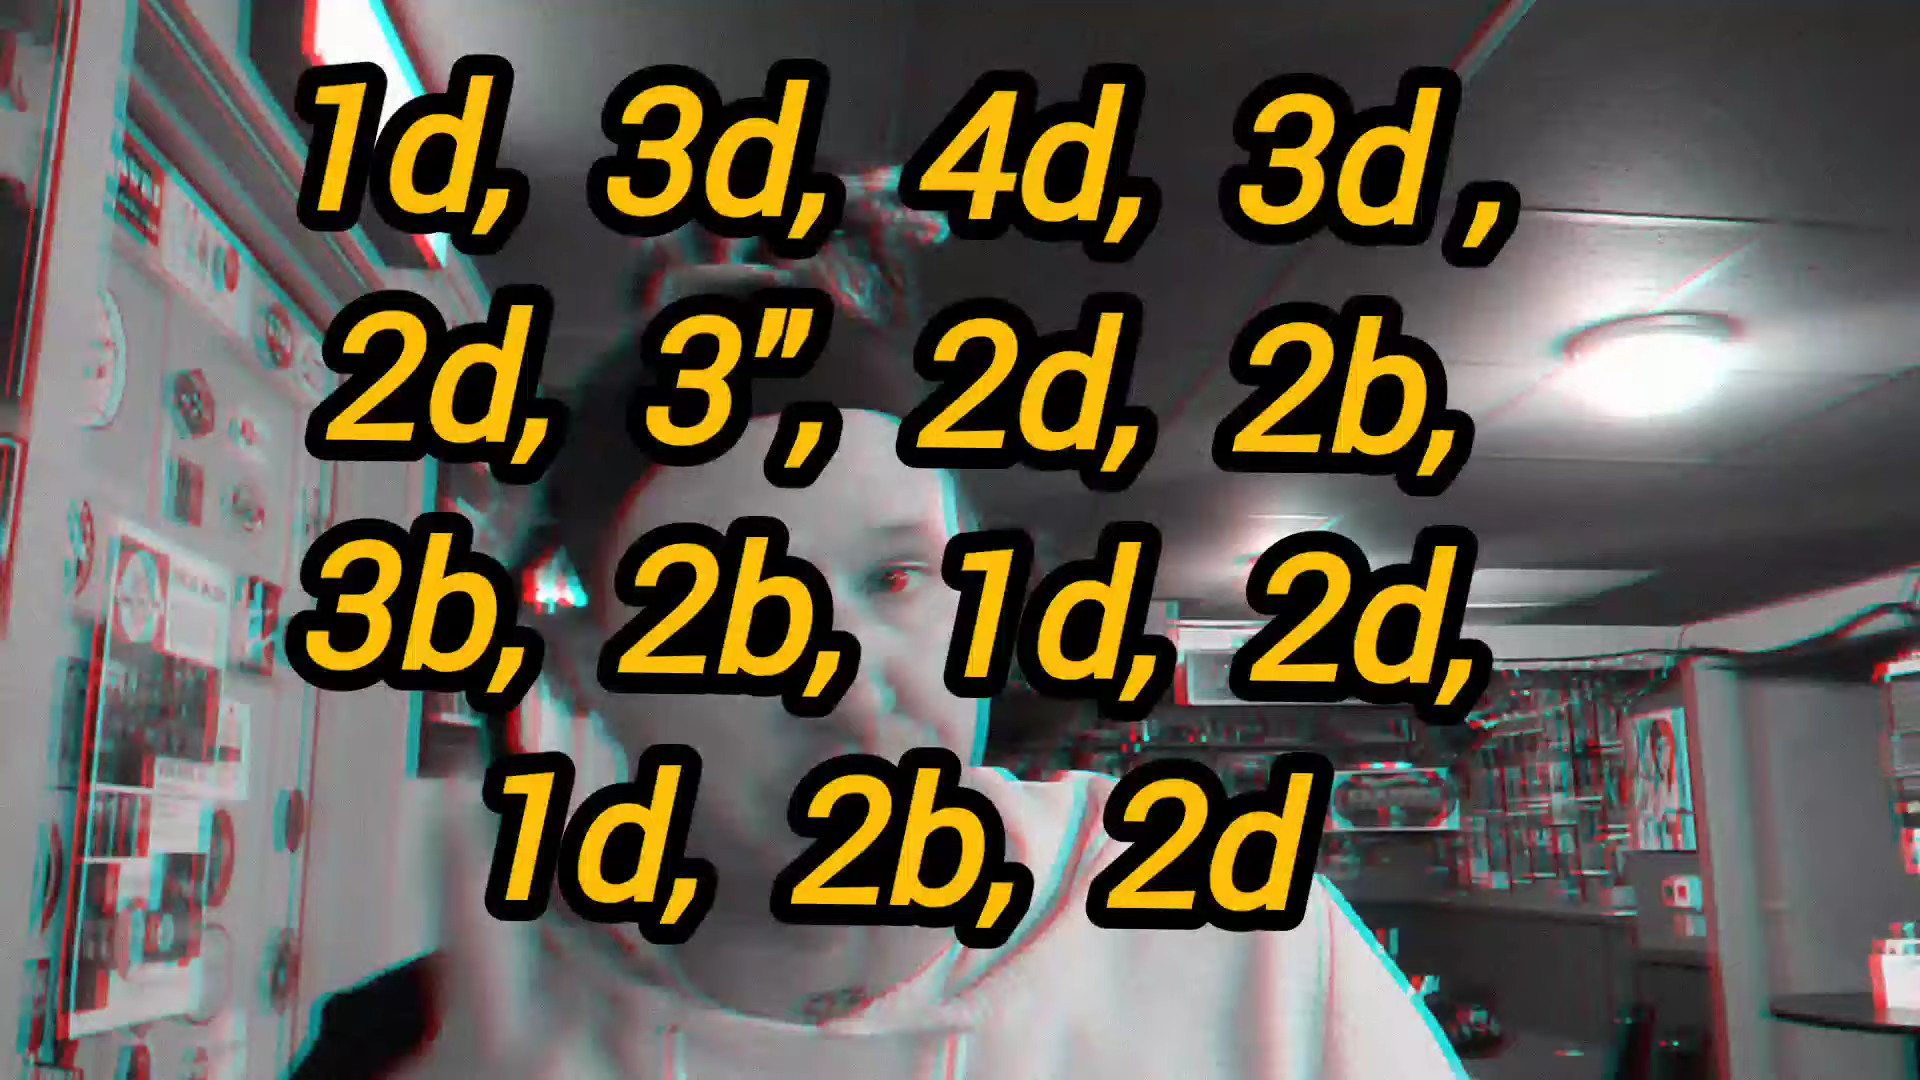 1d, 3d, 4d, 3d ,
2d, 3", 2d, 2b,
3b, 2b, 1d, 2d,
1d, 2b, 2d